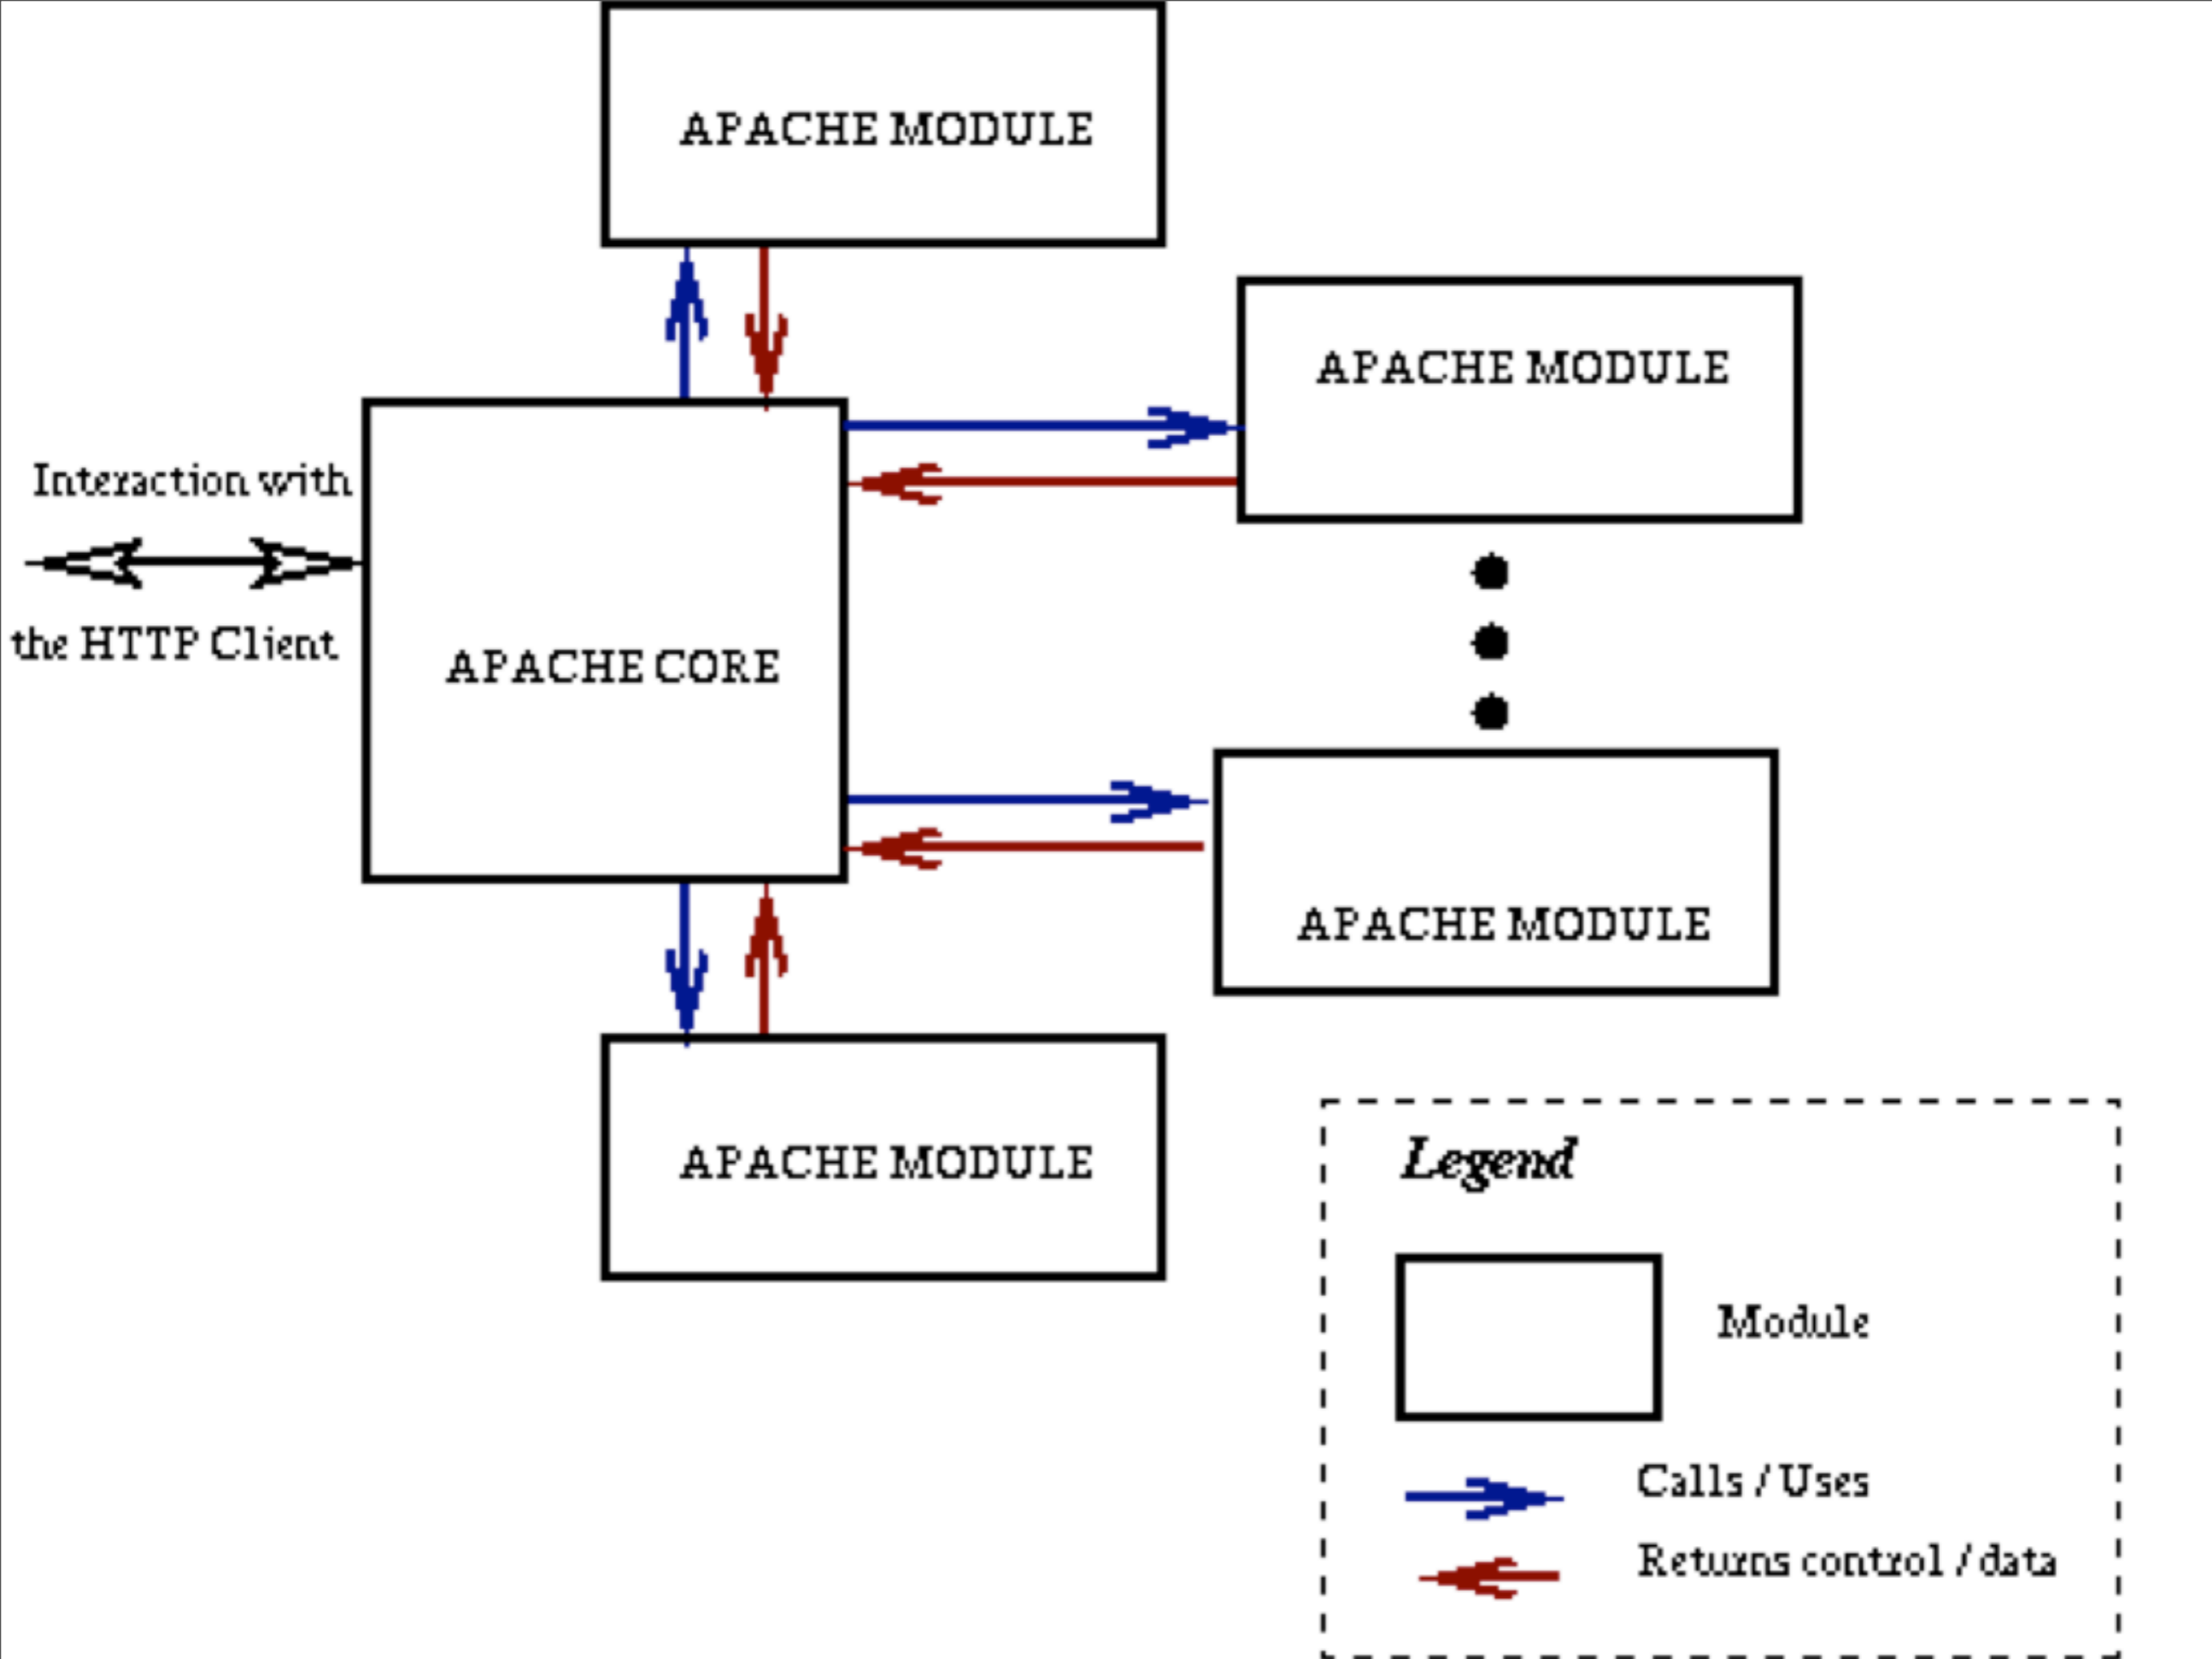 APACHE MODULE
APACHE MODULE
Interaction with
the HTTP Client
APACHE CORE
APACHE MODULE
APACHE MODULE
Legend
Module
Calls / Uses
Returns control / data